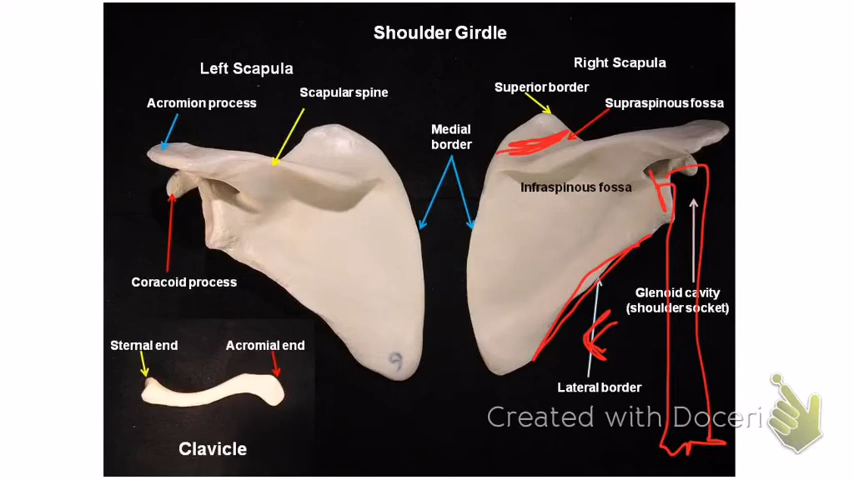 Shoulder Girdle
Left Scapula
Right Scapula
Acromion process
Scapular spine
Superior border
Supraspinous fossa
Medial
border
Infraspinous fossa
Coracoid process
Glenoid cavity
(shoulder socket)
Sternal end
Acromial end
Lateral border
Clavicle
9
Created with Doceri